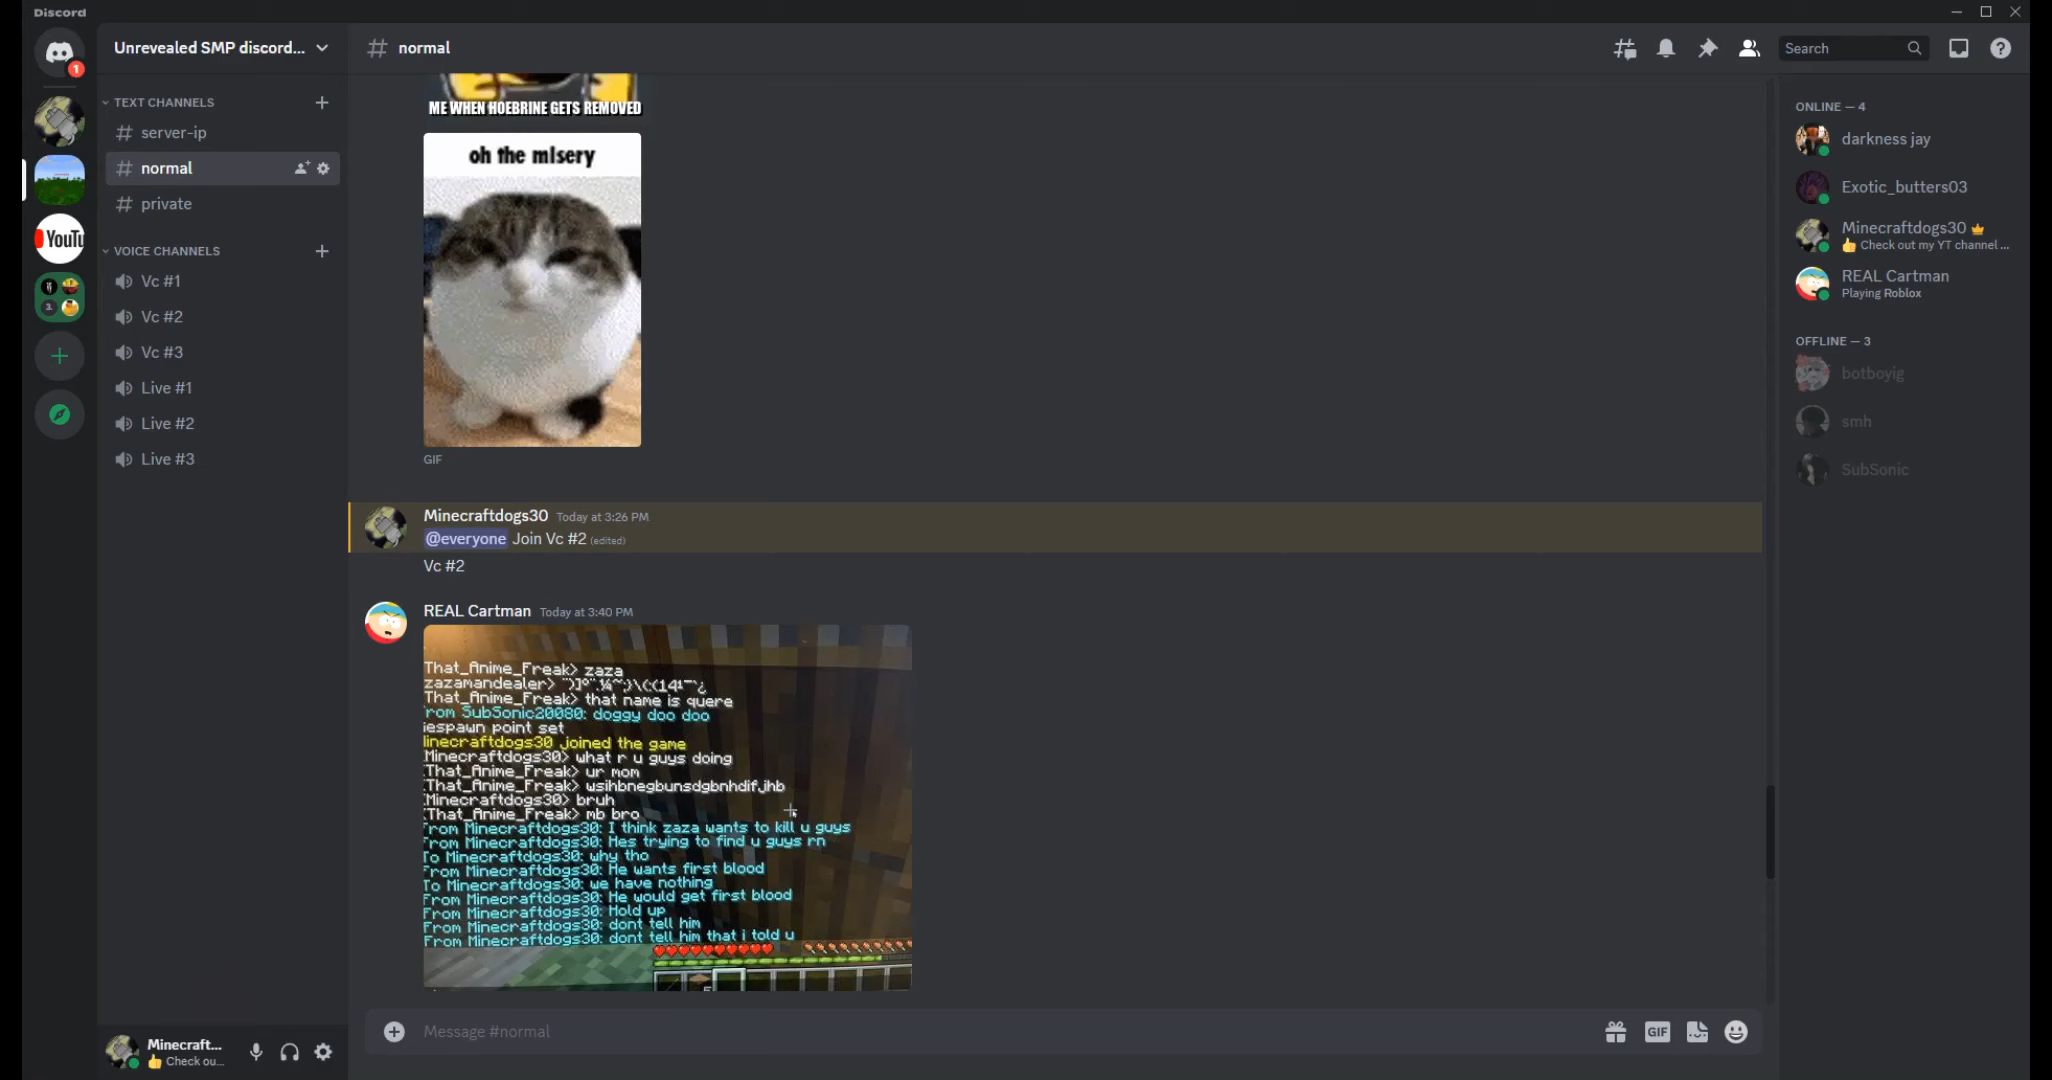 Discord
1
YouTu
Unrevealed SMP discord...
TEXT CHANNELS
server-ip
normal
private
VOICE CHANNELS
Vc #1
Vc #2
Vc #3
Live #1
Live #2
Live #3
Minecraft...
Check ou...
# normal
Search
ME WHEN HOEBRINE GETS REMOVED
oh the misery
GIF
Minecraftdogs30 Today at 3:26 PM
@everyone Join Vc #2 (edited)
Vc #2
REAL Cartman Today at 3:40 PM
That_Anime_Freak> zaza
zazamandealer>
That_Anime_Freak> that name is quere
rom SubSonic20080: doggy doo doo
espawn point set
inecraftdogs30 joined the game
Minecraftdogs30> what r u guys doing
That_Anime_Freak> ur mom
That_Anime_Freak> wsihbnegbunsdgbnhdifjhb
Minecraftdogs30> bruh
<That_Anime_Freak> mb bro
From Minecraftdogs30: I think zaza wants to kill u guys
From Minecraftdogs30: Hes trying to find u guys rn
To Minecraftdogs30: why tho
From Minecraftdogs30: He wants first blood
To Minecraftdogs30: we have nothing
From Minecraftdogs30: He would get first blood
From Minecraftdogs30: Hold up
From Minecraftdogs30: dont tell him
From Minecraftdogs30: dont tell him that i told u
Message #normal
GIF
ONLINE — 4
darkness jay
Exotic_butters03
Minecraftdogs30
Check out my YT channel ...
REAL Cartman
Playing Roblox
OFFLINE — 3
botboyig
smh
SubSonic